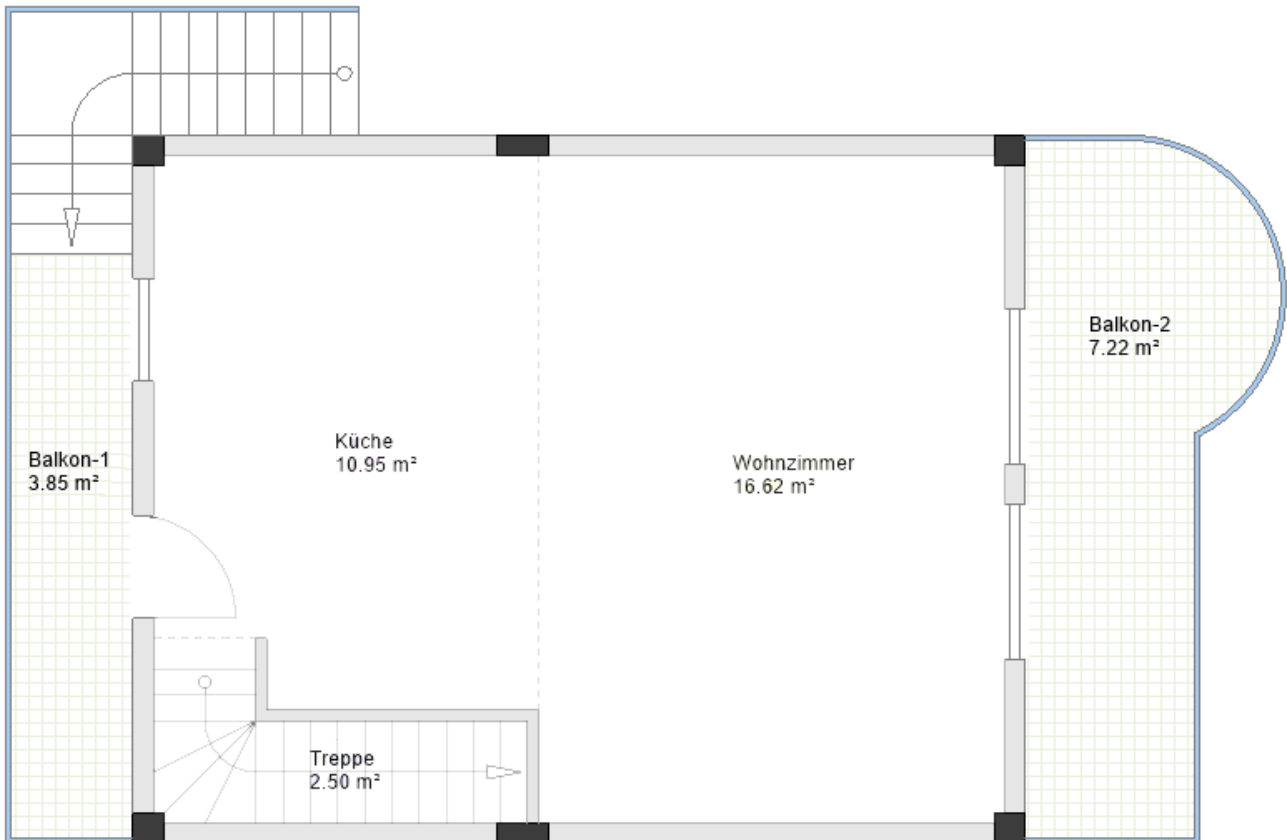 Balkon-2
7.22 m²
Küche
10.95 m²
Balkon-1
3.85 m²
Wohnzimmer
16.62 m²
Treppe
2.50 m²